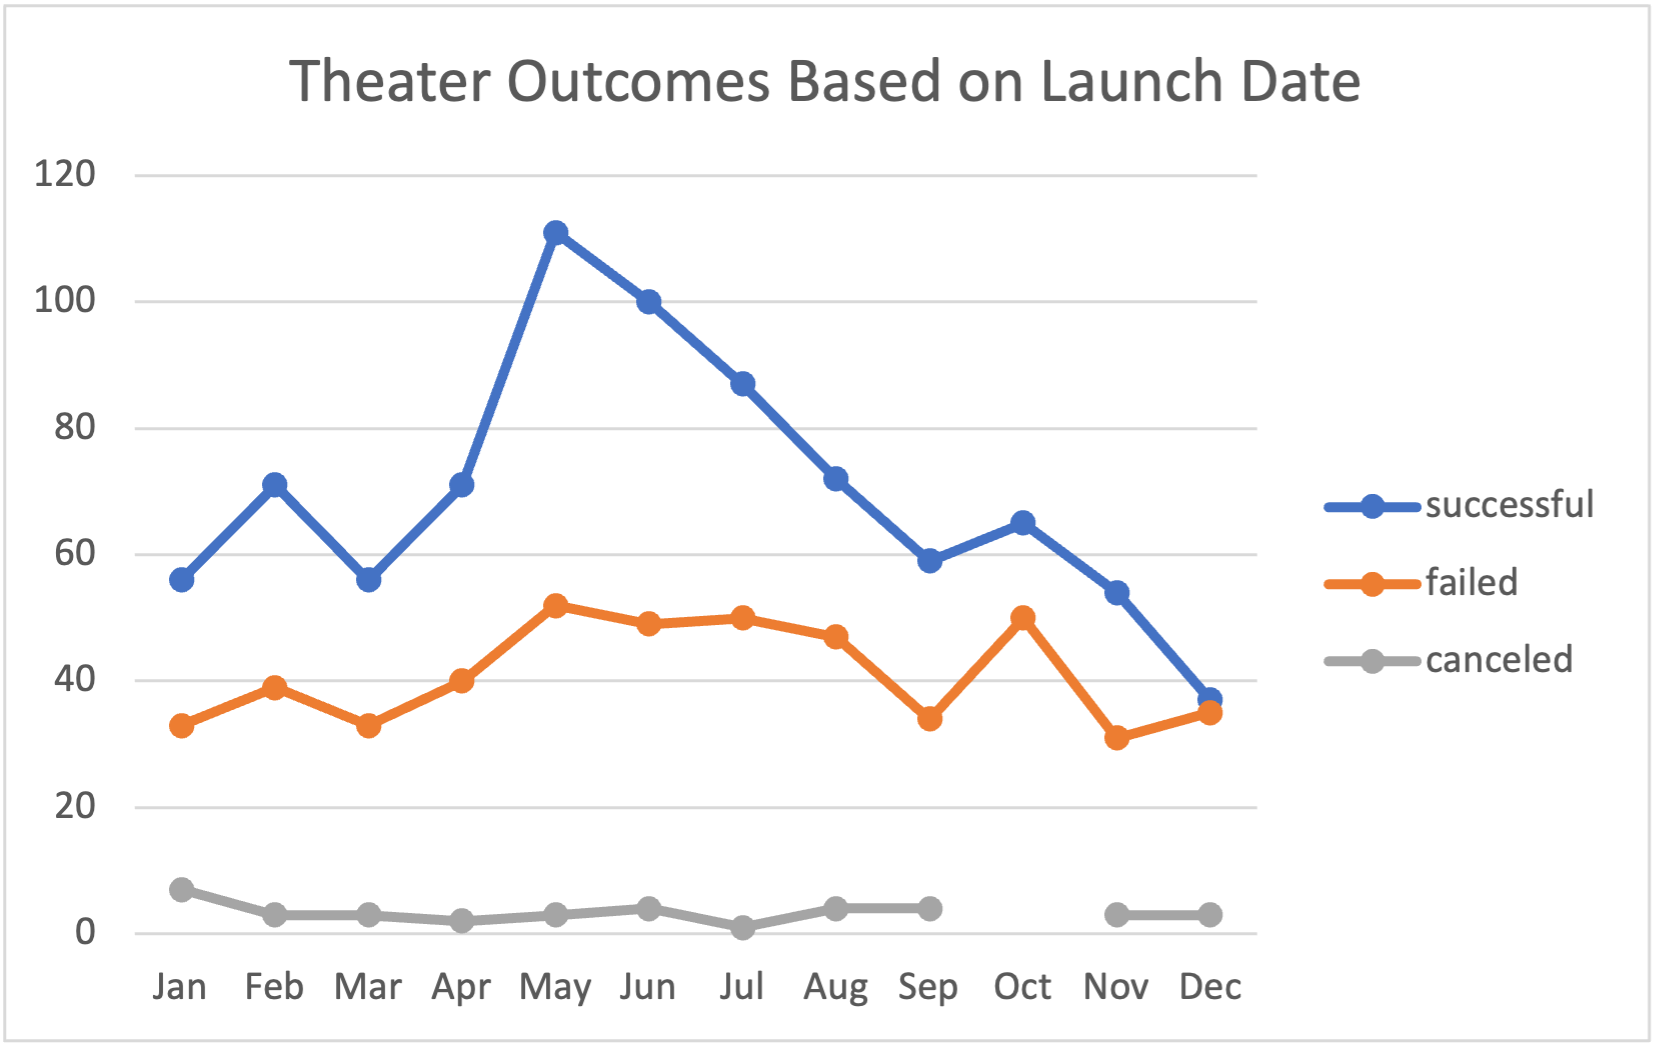 Theater Outcomes Based on Launch Date
120
100
80
60
40
20
0
Jan Feb Mar Apr May Jun Jul Aug Sep Oct Nov Dec
successful
failed
canceled